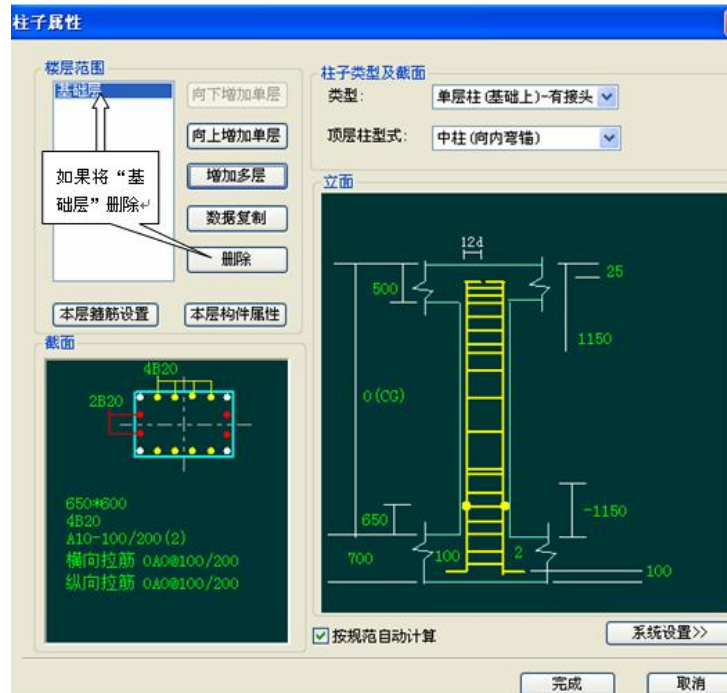 柱子属性
楼层范围
基础层
向下增加单层
向上增加单层
增加多层
数据复制
删除
如果将“基
础层”删除↵
本层箍筋设置
本层构件属性
柱子类型及截面
类型:
单层柱(基础上)-有接头
顶层柱型式:
中柱(向内弯锚)
立面
12d
25
500
1150
0(CG)
650
-1150
700
100
2
100
截面
4B20
2B20
650*600
4B20
A10-100/200(2)
横向拉筋 0A0@100/200
纵向拉筋 0A0@100/200
按规范自动计算
系统设置>>
完成
取消